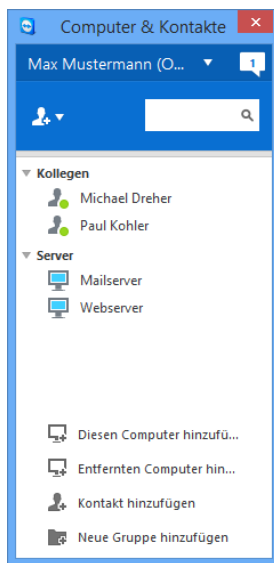 Computer & Kontakte
Max Mustermann (O...
1
Kollegen
Michael Dreher
Paul Kohler
Server
Mailserver
Webserver
Diesen Computer hinzufü...
Entfernten Computer hin...
Kontakt hinzufügen
Neue Gruppe hinzufügen